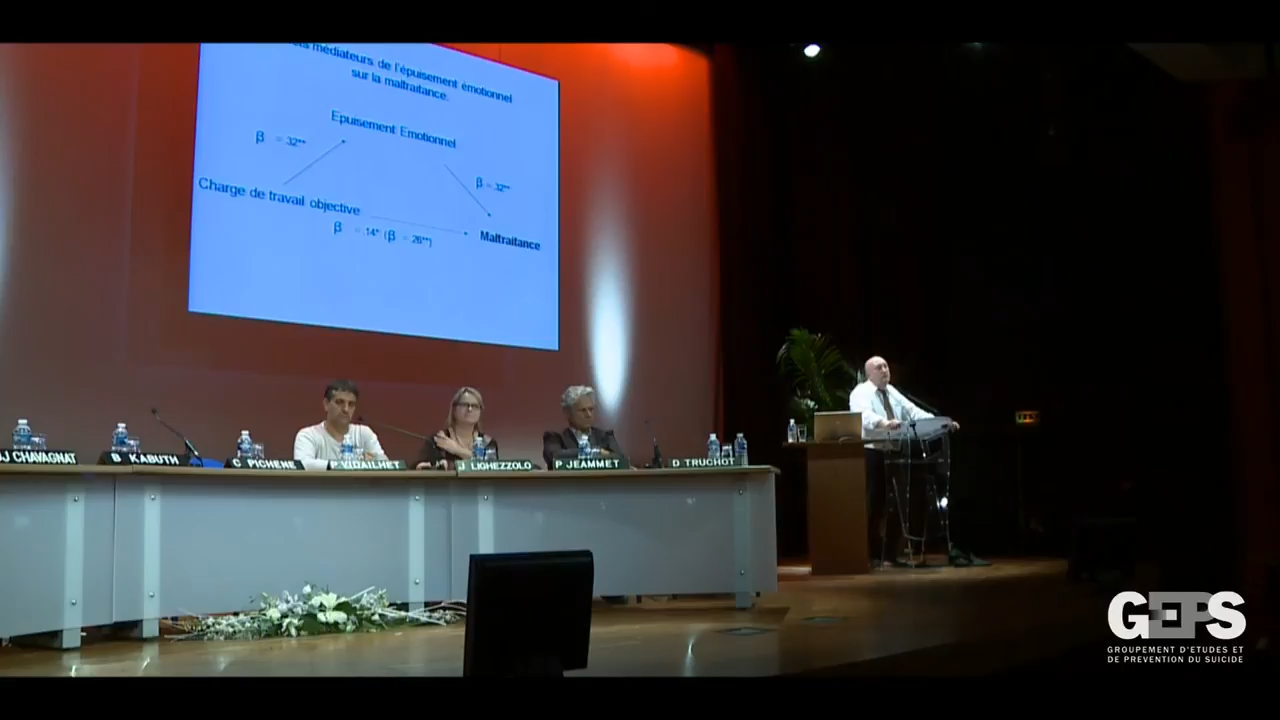 médiateurs de l'épuisement émotionnel
sur la maltraitance.
Epuisement Emotionnel
β = .32**
β = .32**
Charge de travail objective
β = .14* (β = .26**)
Maltraitance
J CHAVAGNAT
B KABUTH
C PICHENE
P VIDAILHET
J LIGHEZZOLO
P JEAMMET
D TRUCHOT
GEPS
GROUPEMENT D'ETUDES ET
DE PREVENTION DU SUICIDE